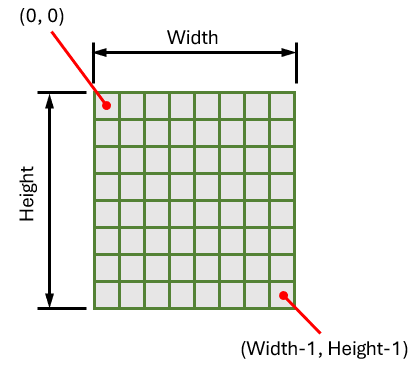 (0, 0)
Width
Height
(Width-1, Height-1)